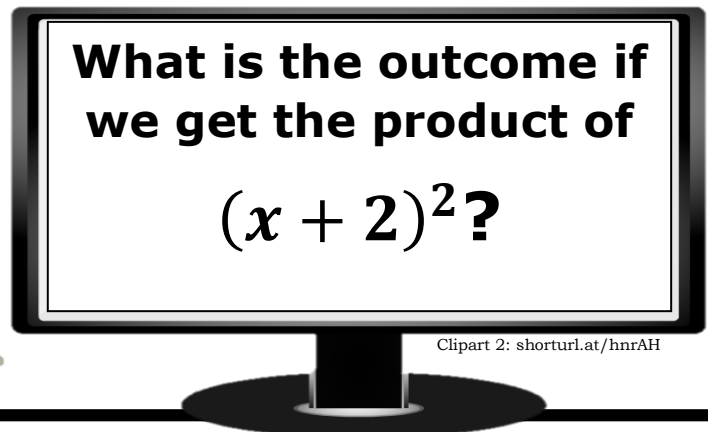 What is the outcome if
we get the product of
(x + 2)²?
Clipart 2: shorturl.at/hnrAH